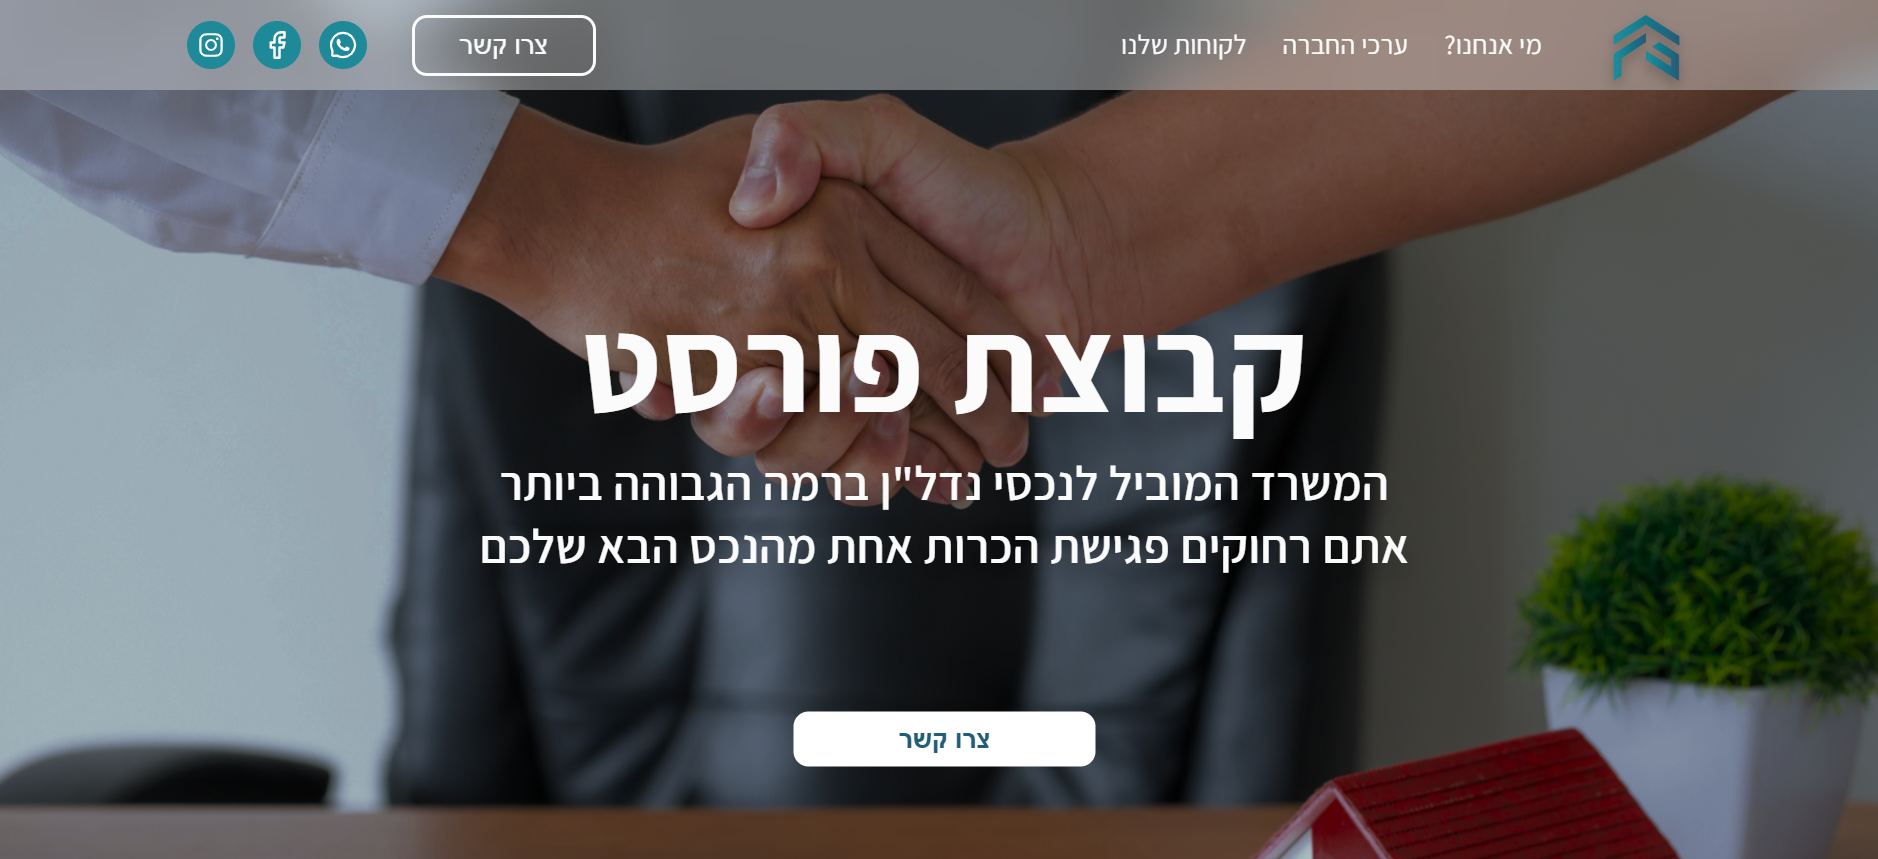 מי אנחנו?
ערכי החברה
לקוחות שלנו
צרו קשר
קבוצת פורסט
המשרד המוביל לנכסי נדל"ן ברמה הגבוהה ביותר
אתם רחוקים פגישת הכרות אחת מהנכס הבא שלכם
צרו קשר